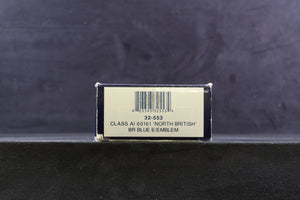 32-553
CLASS A1 60161 'NORTH BRITISH'
BR BLUE E/EMBLEM